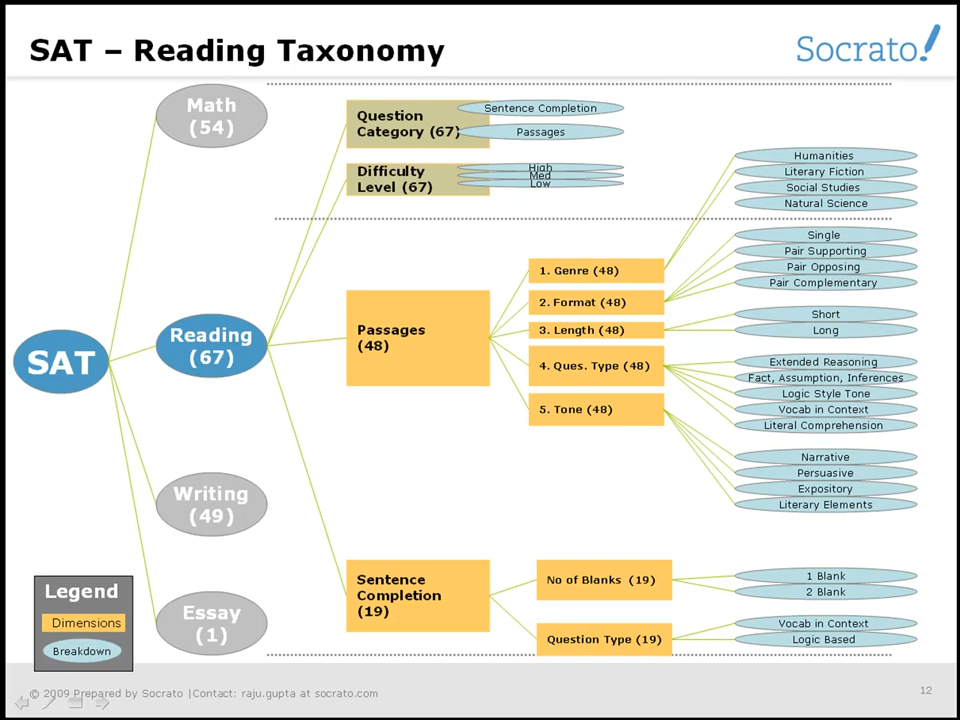 SAT – Reading Taxonomy
Socrato!
Math
(54)
Question
Category (67)
Sentence Completion
Passages
Difficulty
Level (67)
High
Med
Low
Humanities
Literary Fiction
Social Studies
Natural Science
Single
Pair Supporting
Pair Opposing
Pair Complementary
1. Genre (48)
2. Format (48)
3. Length (48)
4. Ques. Type (48)
5. Tone (48)
Short
Long
SAT
Reading
(67)
Passages
(48)
Extended Reasoning
Fact, Assumption, Inferences
Logic Style Tone
Vocab in Context
Literal Comprehension
Narrative
Persuasive
Expository
Literary Elements
Writing
(49)
Sentence
Completion
(19)
No of Blanks (19)
1 Blank
2 Blank
Question Type (19)
Vocab in Context
Logic Based
Essay
(1)
Legend
Dimensions
Breakdown
© 2009 Prepared by Socrato |Contact: raju.gupta at socrato.com
12